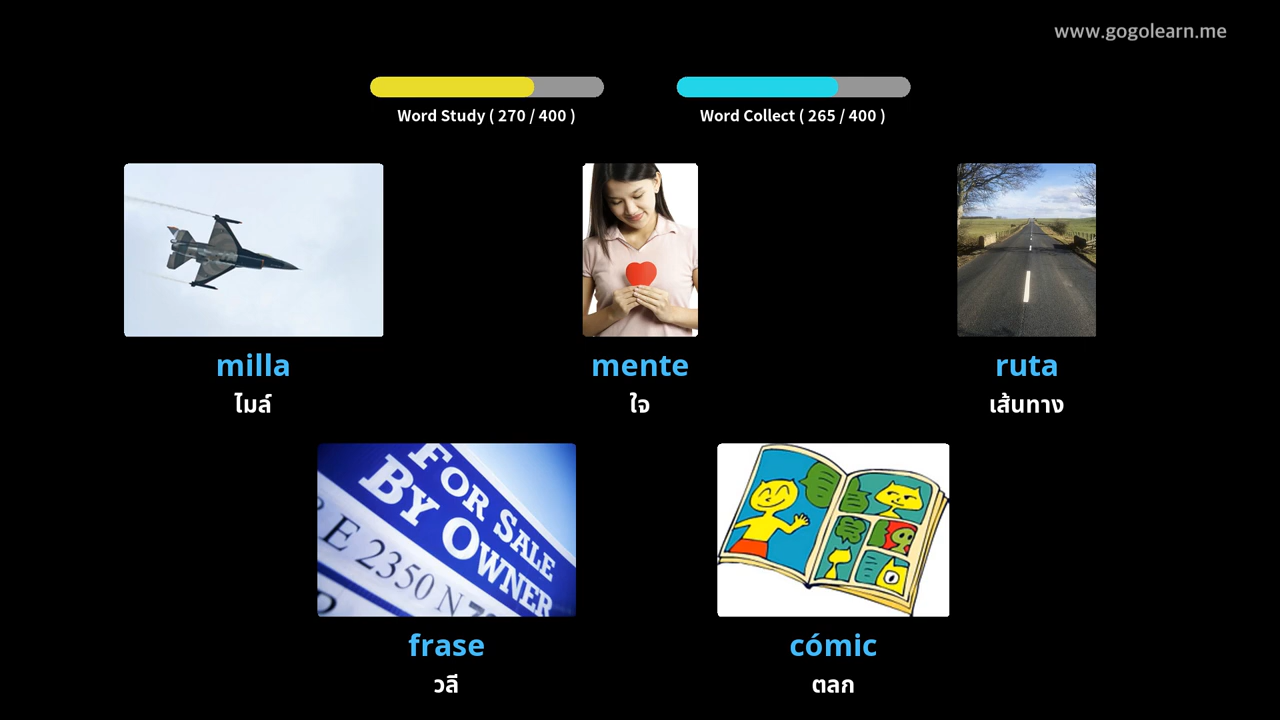 www.gogolearn.me
Word Study ( 270 / 400 )
Word Collect ( 265 / 400 )
milla
mente
ruta
ไมล์
ใจ
เส้นทาง
FOR SALE
BY OWNER
E 2350 N
frase
cómic
วลี
ตลก